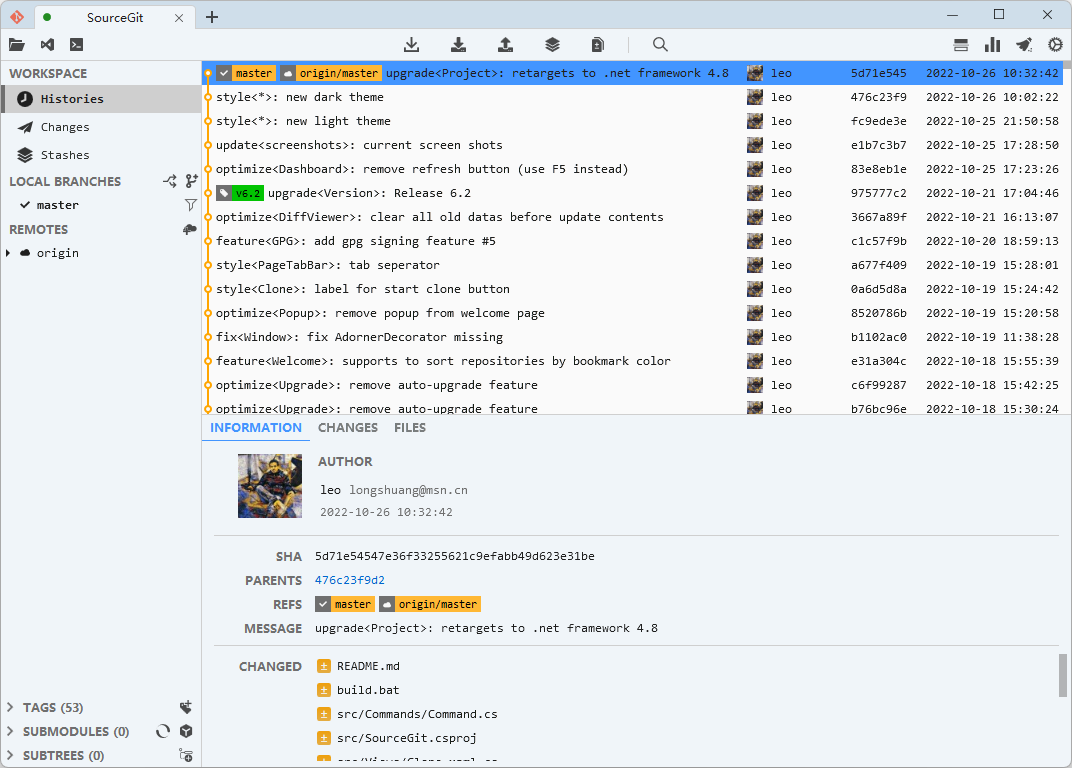 SourceGit
WORKSPACE
Histories
Changes
Stashes
LOCAL BRANCHES
master
REMOTES
origin
TAGS (53)
SUBMODULES (0)
SUBTREES (0)
master origin/master upgrade<Project>: retargets to .net framework 4.8 leo 5d71e545 2022-10-26 10:32:42
style<*>: new dark theme leo 476c23f9 2022-10-26 10:02:22
style<*>: new light theme leo fc9ede3e 2022-10-25 21:50:58
update<screenshots>: current screen shots leo e1b7c3b7 2022-10-25 17:28:50
optimize<Dashboard>: remove refresh button (use F5 instead) leo 83e8eb1e 2022-10-25 17:23:26
v6.2 upgrade<Version>: Release 6.2 leo 975777c2 2022-10-21 17:04:46
optimize<DiffViewer>: clear all old datas before update contents leo 3667a89f 2022-10-21 16:13:07
feature<GPG>: add gpg signing feature #5 leo c1c57f9b 2022-10-20 18:59:13
style<PageTabBar>: tab seperator leo a677f409 2022-10-19 15:28:01
style<Clone>: label for start clone button leo 0a6d5d8a 2022-10-19 15:24:42
optimize<Popup>: remove popup from welcome page leo 8520786b 2022-10-19 15:20:58
fix<Window>: fix AdornerDecorator missing leo b1102ac0 2022-10-19 11:38:28
feature<Welcome>: supports to sort repositories by bookmark color leo e31a304c 2022-10-18 15:55:39
optimize<Upgrade>: remove auto-upgrade feature leo c6f99287 2022-10-18 15:42:25
optimize<Upgrade>: remove auto-upgrade feature leo b76bc96e 2022-10-18 15:30:24
INFORMATION CHANGES FILES
AUTHOR
leo longshuang@msn.cn
2022-10-26 10:32:42
SHA 5d71e54547e36f33255621c9efabb49d623e31be
PARENTS 476c23f9d2
REFS master origin/master
MESSAGE upgrade<Project>: retargets to .net framework 4.8
CHANGED README.md
build.bat
src/Commands/Command.cs
src/SourceGit.csproj